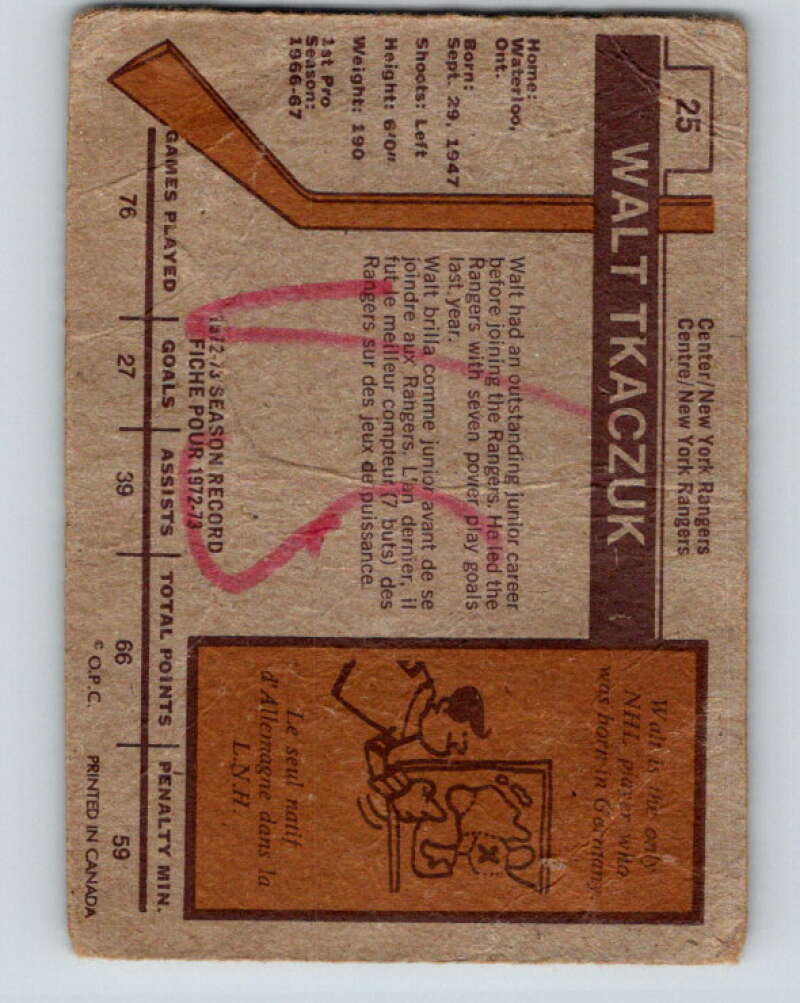 25
WALT TKACZUK
Center/New York Rangers
Centre/New York Rangers
Home:
Waterloo,
Ont.
Born:
Sept. 29, 1947
Shoots: Left
Height: 6'0"
Weight: 190
1st Pro
Season:
1966-67
Walt had an outstanding junior career
before joining the Rangers. He led the
Rangers with seven power play goals
last year.
Walt brilla comme junior avant de se
joindre aux Rangers. L'an dernier, il
fut le meilleur compteur (7 buts) des
Rangers sur des jeux de puissance.
Walt is the only
NHL player who
was born in Germany.
Le seul natif
d'Allemagne dans la
L.N.H.
1972-73 SEASON RECORD
FICHE POUR 1972-73
GAMES PLAYED GOALS ASSISTS TOTAL POINTS PENALTY MIN.
76 27 39 66 59
© O.P.C. PRINTED IN CANADA